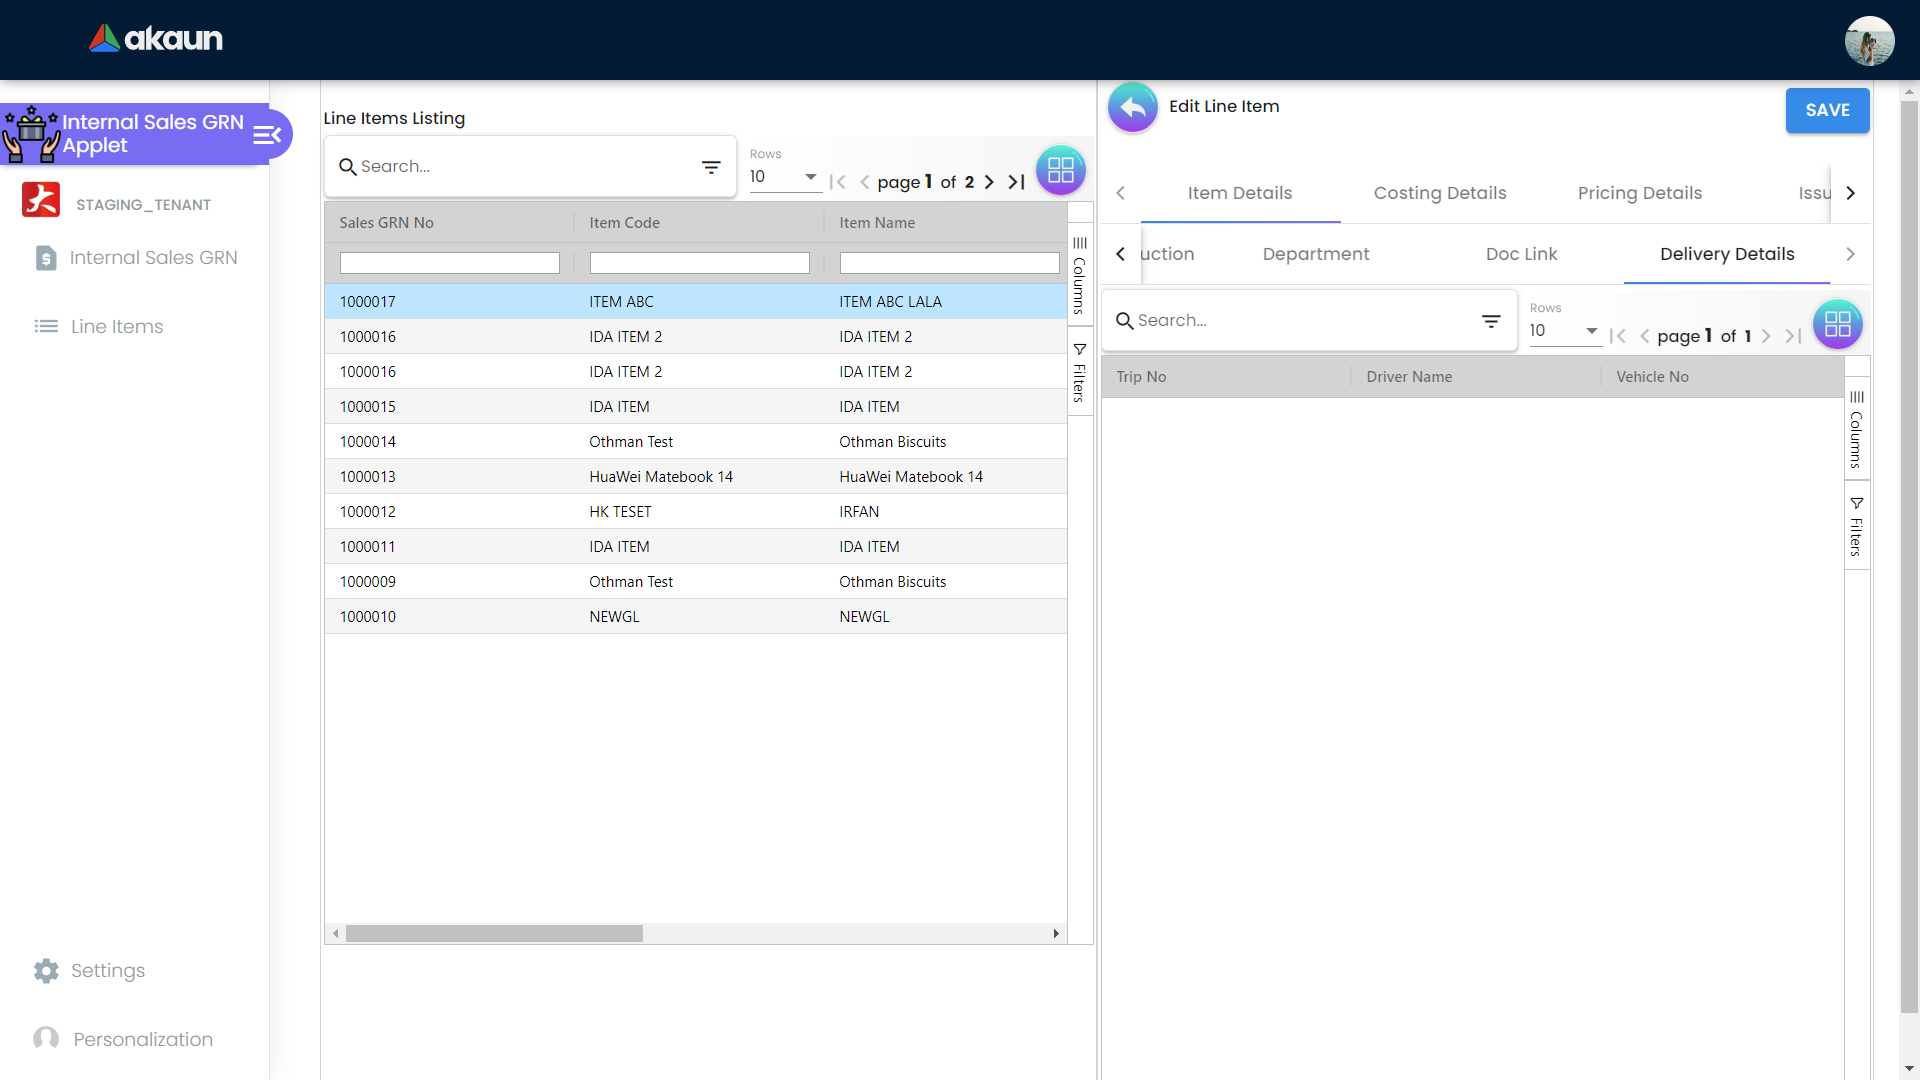 akaun
Internal Sales GRN
Applet
STAGING_TENANT
Internal Sales GRN
Line Items
Settings
Personalization
Line Items Listing
Search...
Rows
10
page 1 of 2
Sales GRN No Item Code Item Name
1000017 ITEM ABC ITEM ABC LALA
1000016 IDA ITEM 2 IDA ITEM 2
1000016 IDA ITEM 2 IDA ITEM 2
1000015 IDA ITEM IDA ITEM
1000014 Othman Test Othman Biscuits
1000013 HuaWei Matebook 14 HuaWei Matebook 14
1000012 HK TESET IRFAN
1000011 IDA ITEM IDA ITEM
1000009 Othman Test Othman Biscuits
1000010 NEWGL NEWGL
Columns
Filters
Edit Line Item
SAVE
Item Details Costing Details Pricing Details Issu
uction Department Doc Link Delivery Details
Search...
Rows
10
page 1 of 1
Trip No Driver Name Vehicle No
Columns
Filters